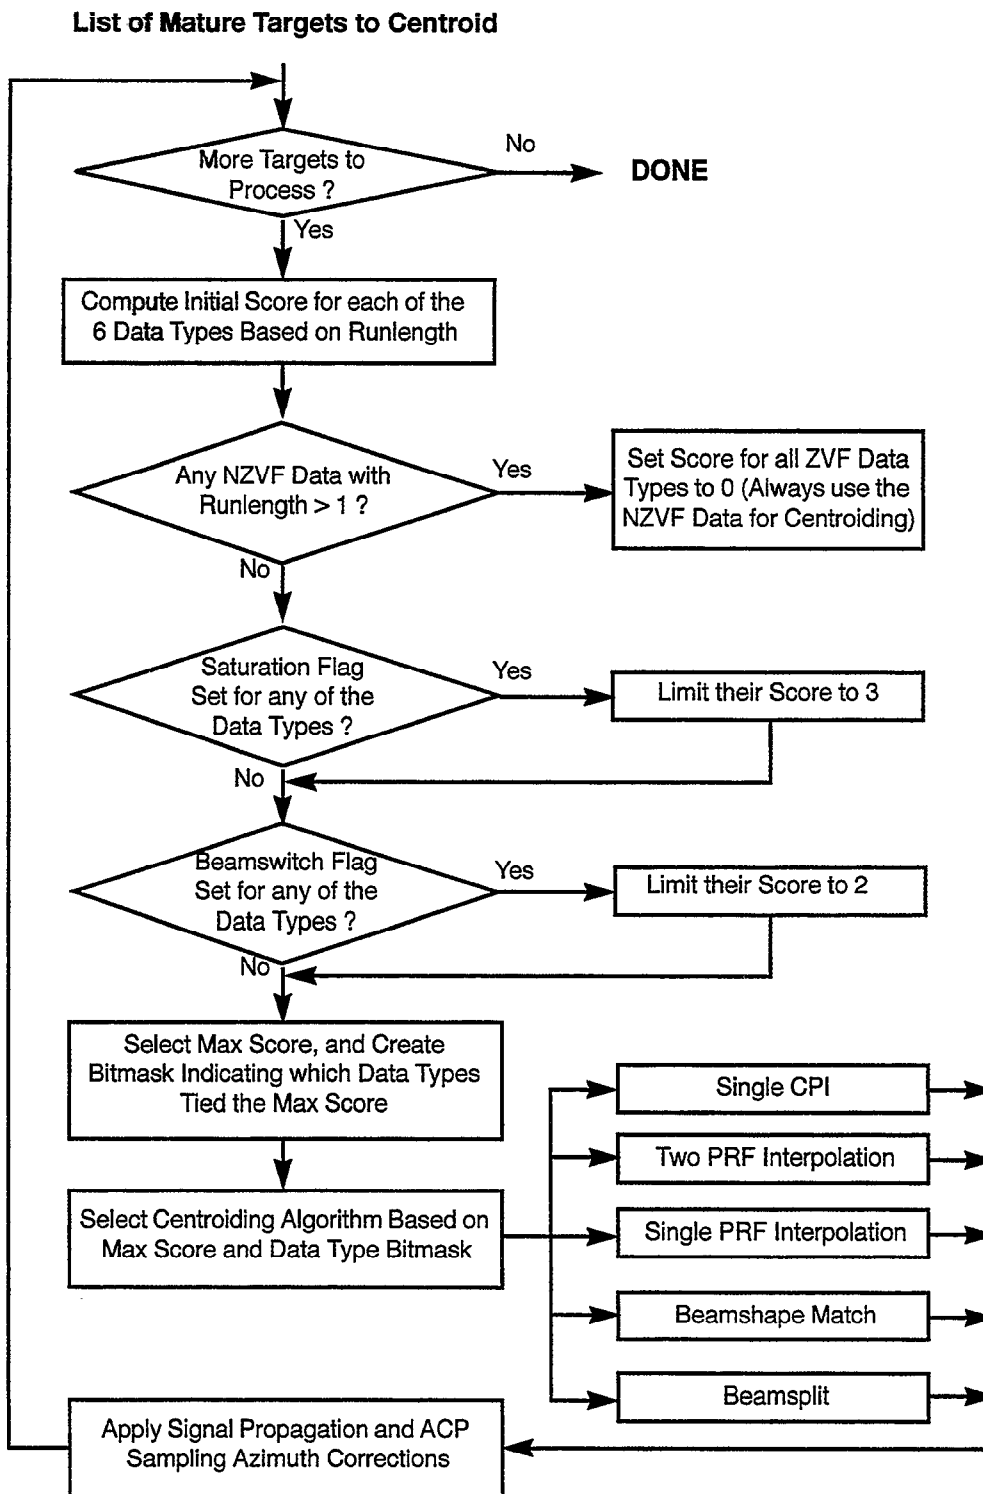 List of Mature Targets to Centroid
More Targets to
Process ?
No
DONE
Yes
Compute Initial Score for each of the
6 Data Types Based on Runlength
Any NZVF Data with
Runlength > 1 ?
Yes
Set Score for all ZVF Data
Types to 0 (Always use the
NZVF Data for Centroiding)
No
Saturation Flag
Set for any of the
Data Types ?
Yes
Limit their Score to 3
No
Beamswitch Flag
Set for any of the
Data Types ?
Yes
Limit their Score to 2
No
Select Max Score, and Create
Bitmask Indicating which Data Types
Tied the Max Score
Select Centroiding Algorithm Based on
Max Score and Data Type Bitmask
Single CPI
Two PRF Interpolation
Single PRF Interpolation
Beamshape Match
Beamsplit
Apply Signal Propagation and ACP
Sampling Azimuth Corrections